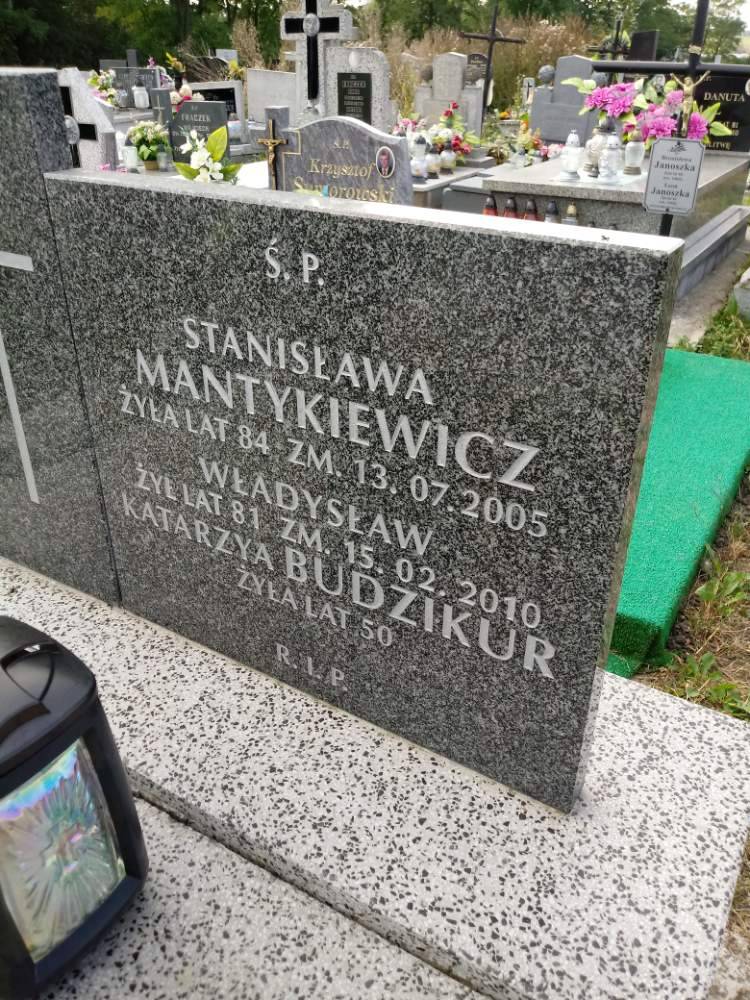 Ś. P.
STANISŁAWA
MANTYKIEWICZ
ŻYŁA LAT 84 ZM. 13. 07. 2005
WŁADYSŁAW
ŻYŁ LAT 81 ZM. 15. 02. 2010
KATARZYA BUDZIKUR
ŻYŁA LAT 50
R. I. P.
Ś.P.
Krzysztof
Janoszka
Janoszka
DANUTA